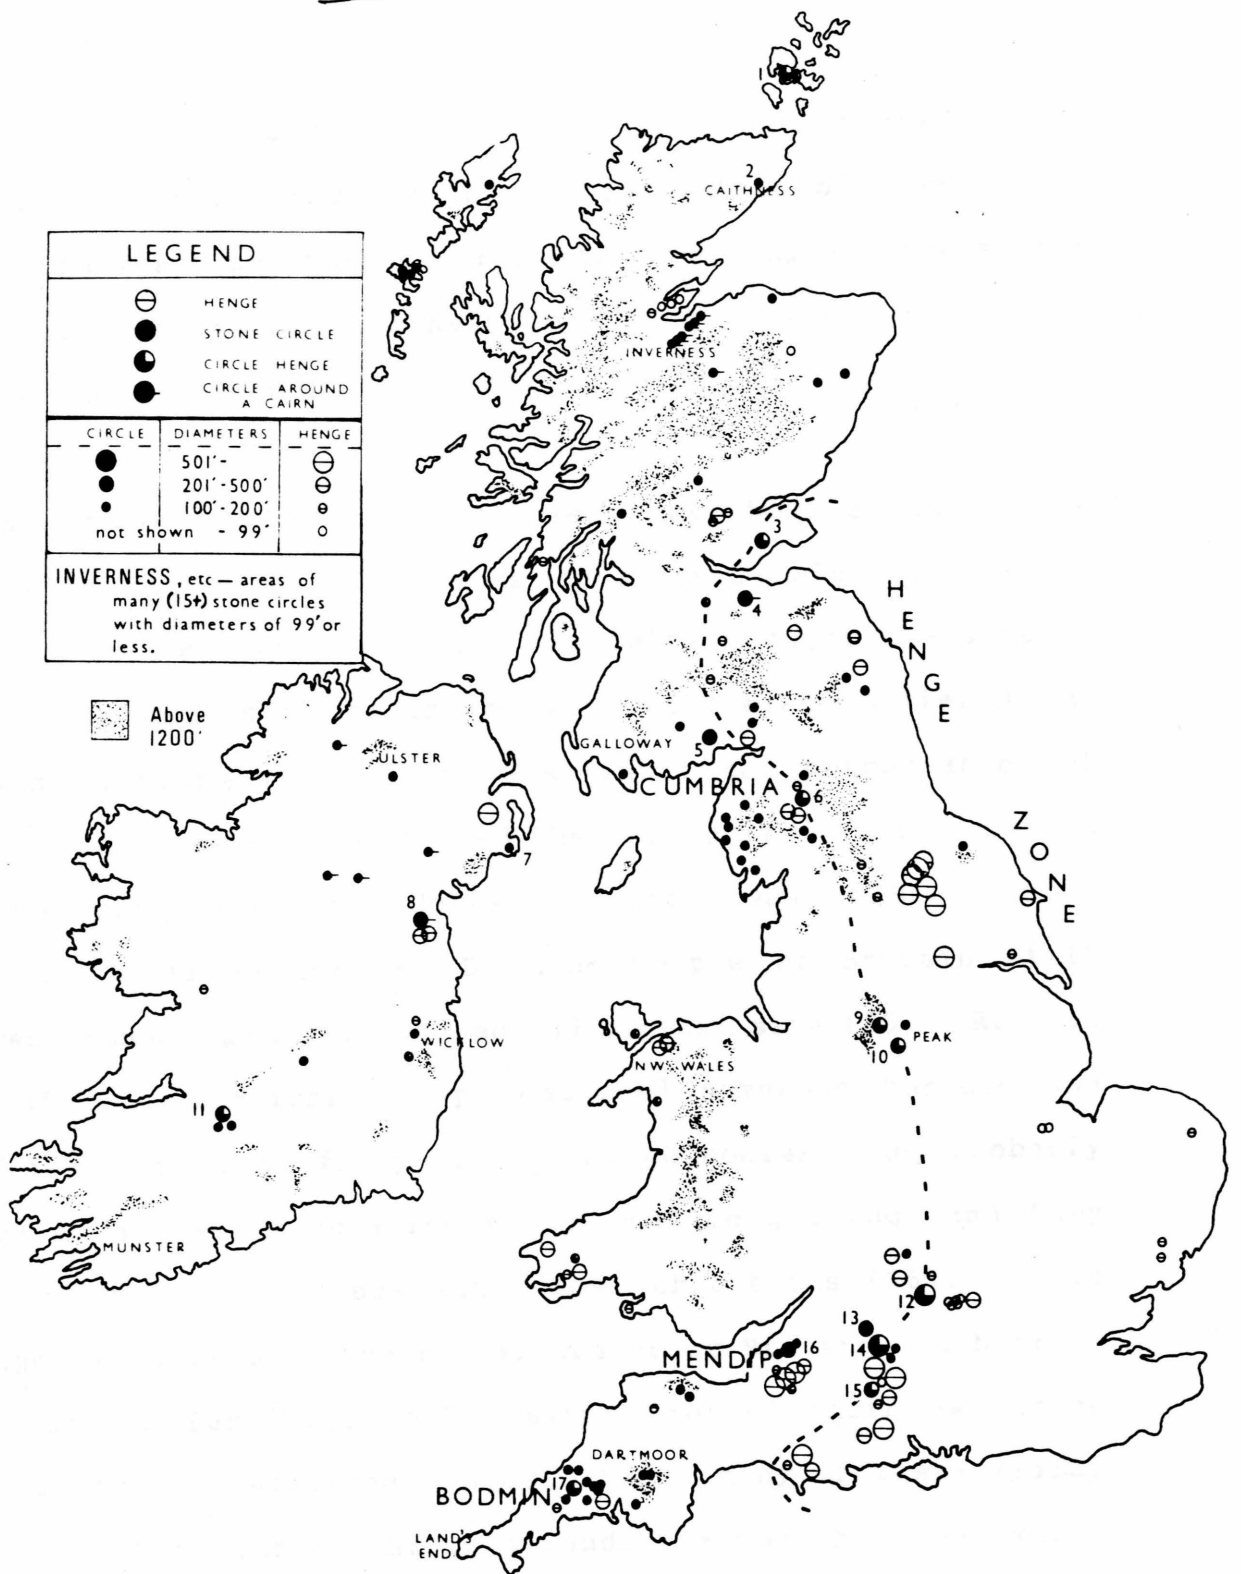 1
2
CAITHNESS
LEGEND
HENGE
STONE CIRCLE
CIRCLE HENGE
CIRCLE AROUND
A CAIRN
CIRCLE DIAMETERS HENGE
501'-
201'-500'
100'-200'
not shown - 99'
INVERNESS, etc — areas of
many (15+) stone circles
with diameters of 99' or
less.
Above
1200'
INVERNESS
3
4
HENGE
ZONE
GALLOWAY
5
CUMBRIA
6
ULSTER
7
8
9
10
PEAK
WICKLOW
N.W. WALES
11
MUNSTER
12
13
14
15
MENDIP
16
DARTMOOR
17
BODMIN
LAND'S
END